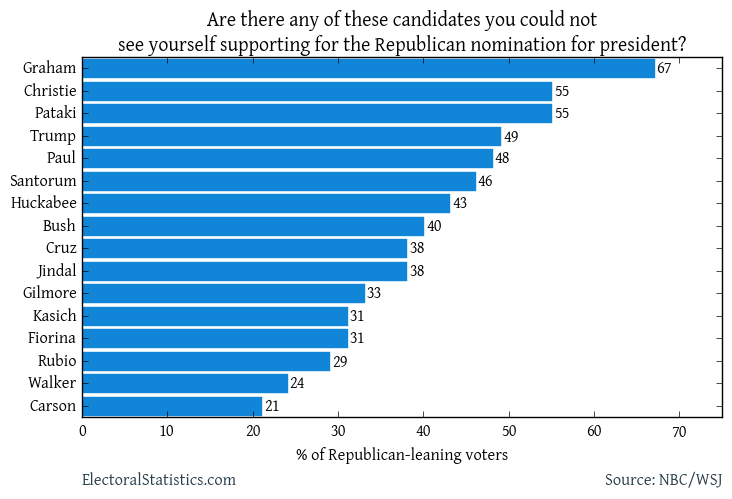 Are there any of these candidates you could not
see yourself supporting for the Republican nomination for president?
Graham 67
Christie 55
Pataki 55
Trump 49
Paul 48
Santorum 46
Huckabee 43
Bush 40
Cruz 38
Jindal 38
Gilmore 33
Kasich 31
Fiorina 31
Rubio 29
Walker 24
Carson 21
0 10 20 30 40 50 60 70
% of Republican-leaning voters
ElectoralStatistics.com Source: NBC/WSJ